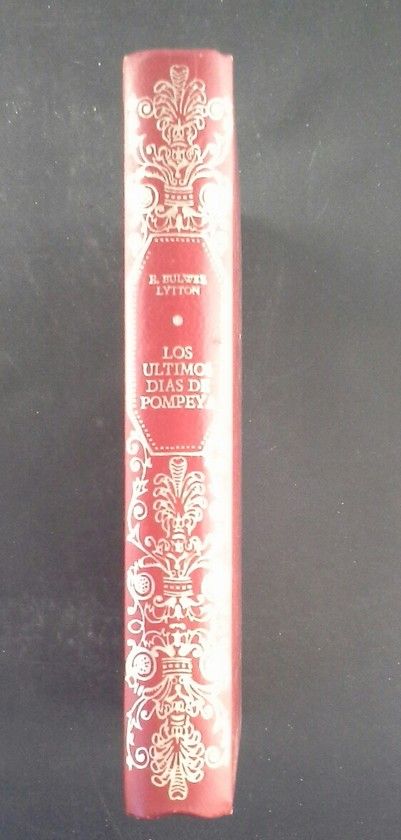 E. BULWER
LYTTON
LOS
ULTIMOS
DIAS DE
POMPEYA